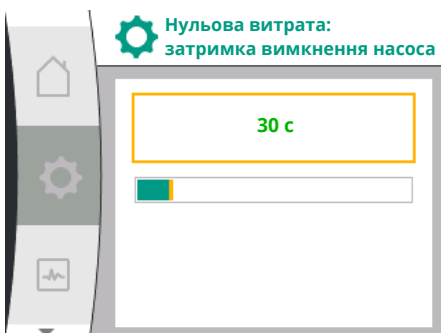 Нульова витрата:
затримка вимкнення насоса
30 с